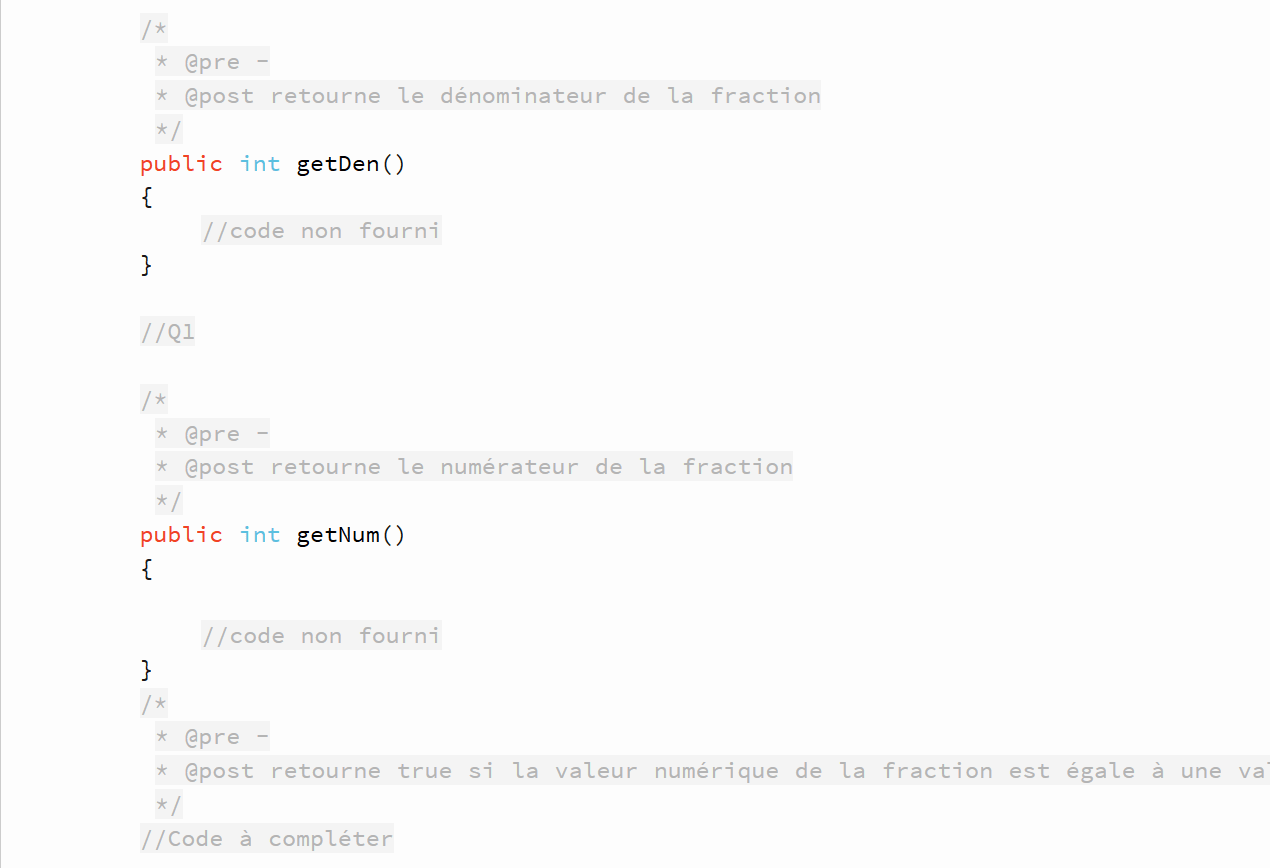 /*
* @pre -
* @post retourne le dénominateur de la fraction
*/
public int getDen()
{
//code non fourni
}
//Q1
/*
* @pre -
* @post retourne le numérateur de la fraction
*/
public int getNum()
{
//code non fourni
}
/*
* @pre -
* @post retourne true si la valeur numérique de la fraction est égale à une
*/
//Code à compléter